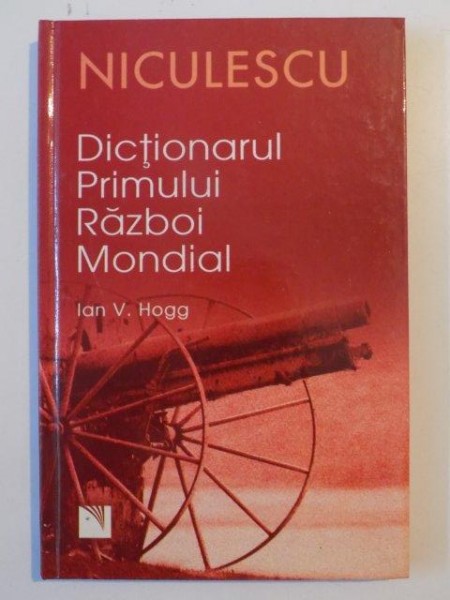 NICULESCU
Dicţionarul
Primului
Război
Mondial
Ian V. Hogg